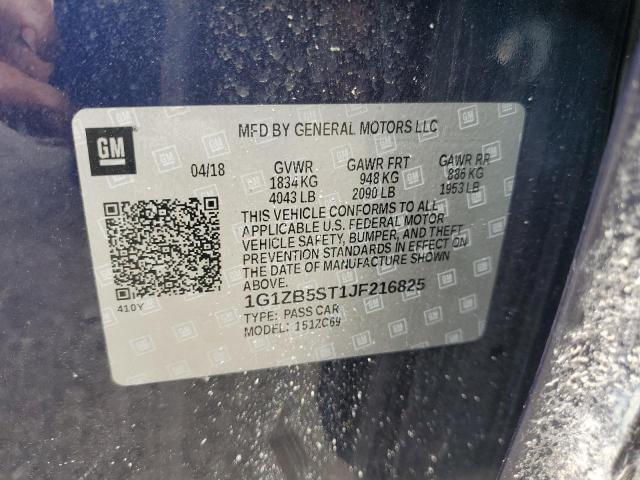 GM
MFD BY GENERAL MOTORS LLC
04/18 GVWR GAWR FRT GAWR RR
1834 KG 948 KG 886 KG
4043 LB 2090 LB 1953 LB
THIS VEHICLE CONFORMS TO ALL
APPLICABLE U.S. FEDERAL MOTOR
VEHICLE SAFETY, BUMPER, AND THEFT
PREVENTION STANDARDS IN EFFECT ON
THE DATE OF MANUFACTURE SHOWN
ABOVE.
1G1ZB5ST1JF216825
410Y TYPE: PASS CAR
MODEL: 151ZC69